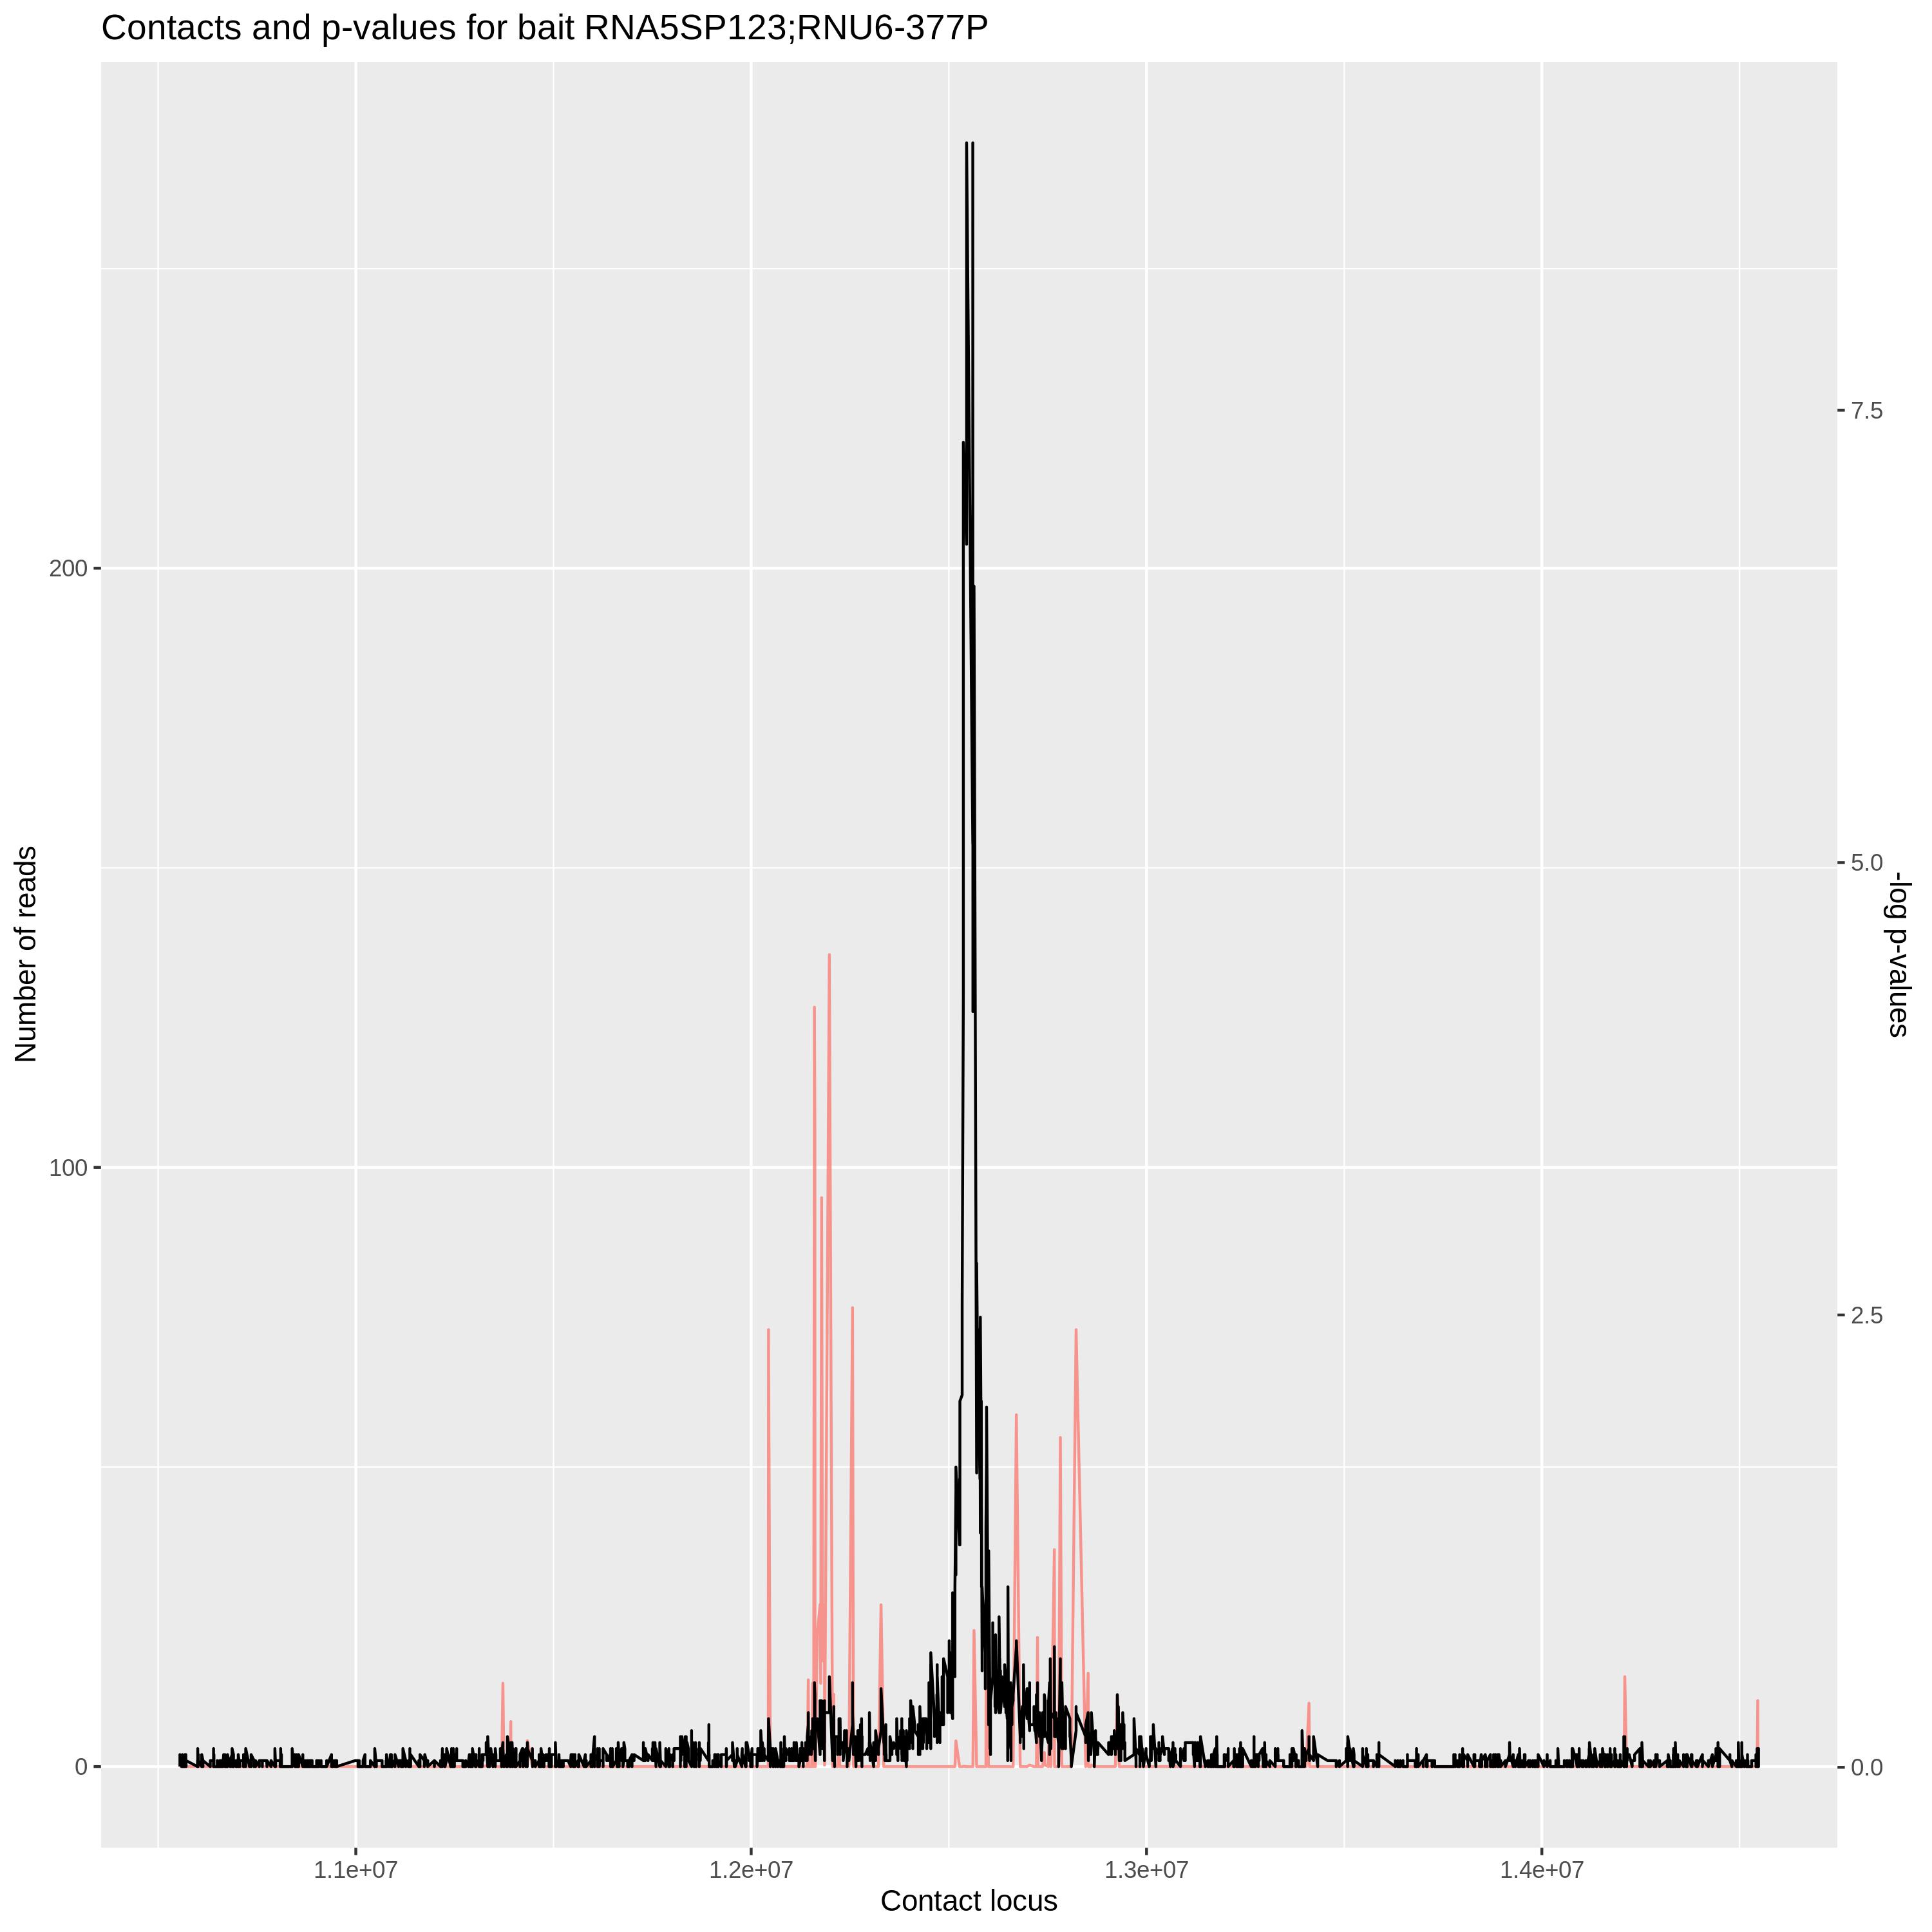 Contacts and p-values for bait RNA5SP123;RNU6-377P
Number of reads
200
100
0
7.5
5.0
2.5
0.0
-log p-values
1.1e+07
1.2e+07
1.3e+07
1.4e+07
Contact locus